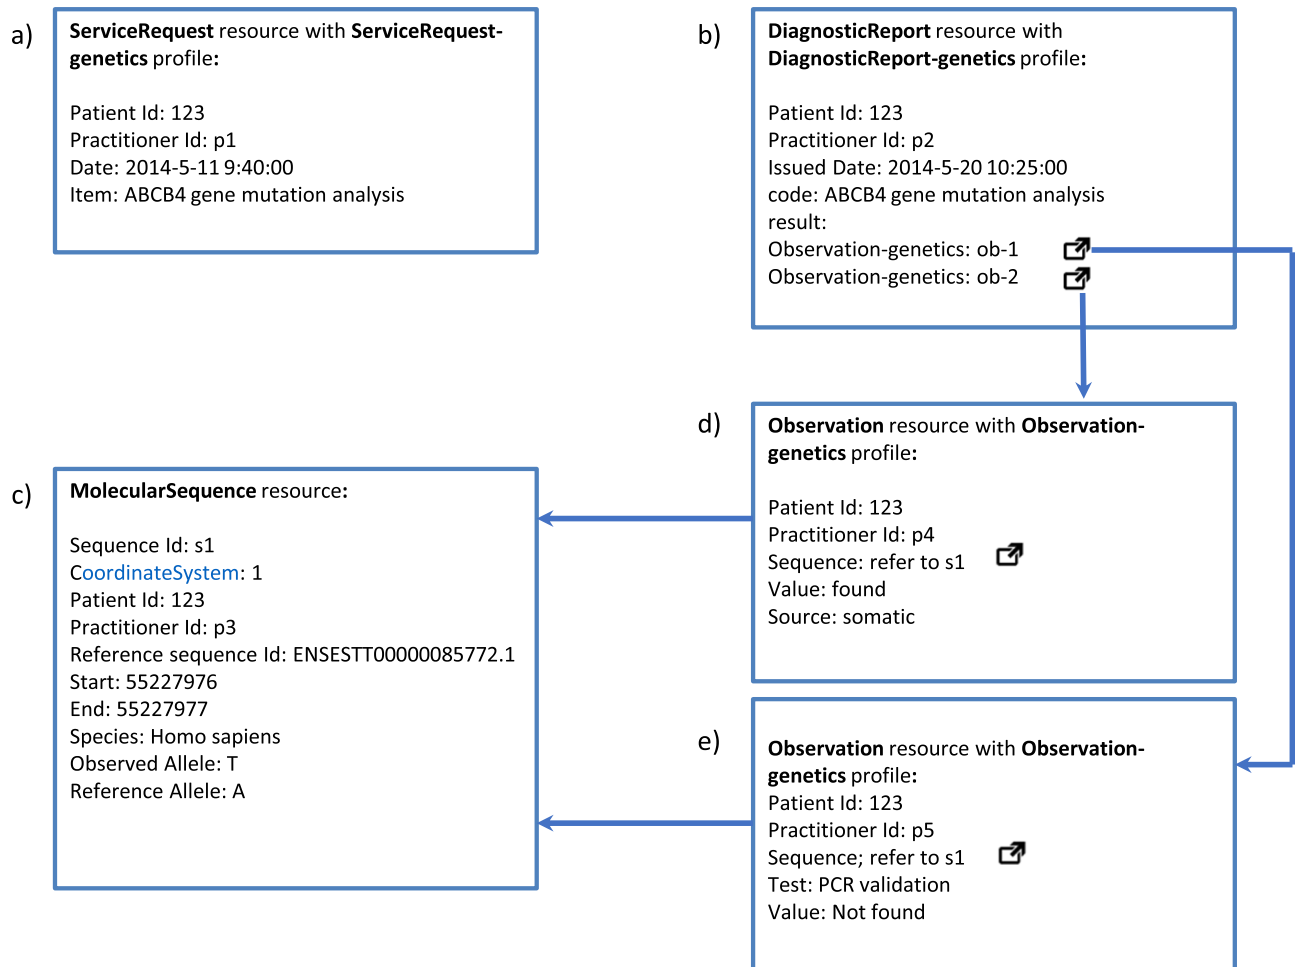 a)
ServiceRequest resource with ServiceRequest-
genetics profile:
Patient Id: 123
Practitioner Id: p1
Date: 2014-5-11 9:40:00
Item: ABCB4 gene mutation analysis
b)
DiagnosticReport resource with
DiagnosticReport-genetics profile:
Patient Id: 123
Practitioner Id: p2
Issued Date: 2014-5-20 10:25:00
code: ABCB4 gene mutation analysis
result:
Observation-genetics: ob-1
Observation-genetics: ob-2
c)
MolecularSequence resource:
Sequence Id: s1
CoordinateSystem: 1
Patient Id: 123
Practitioner Id: p3
Reference sequence Id: ENSESTT00000085772.1
Start: 55227976
End: 55227977
Species: Homo sapiens
Observed Allele: T
Reference Allele: A
d)
Observation resource with Observation-
genetics profile:
Patient Id: 123
Practitioner Id: p4
Sequence: refer to s1
Value: found
Source: somatic
e)
Observation resource with Observation-
genetics profile:
Patient Id: 123
Practitioner Id: p5
Sequence; refer to s1
Test: PCR validation
Value: Not found